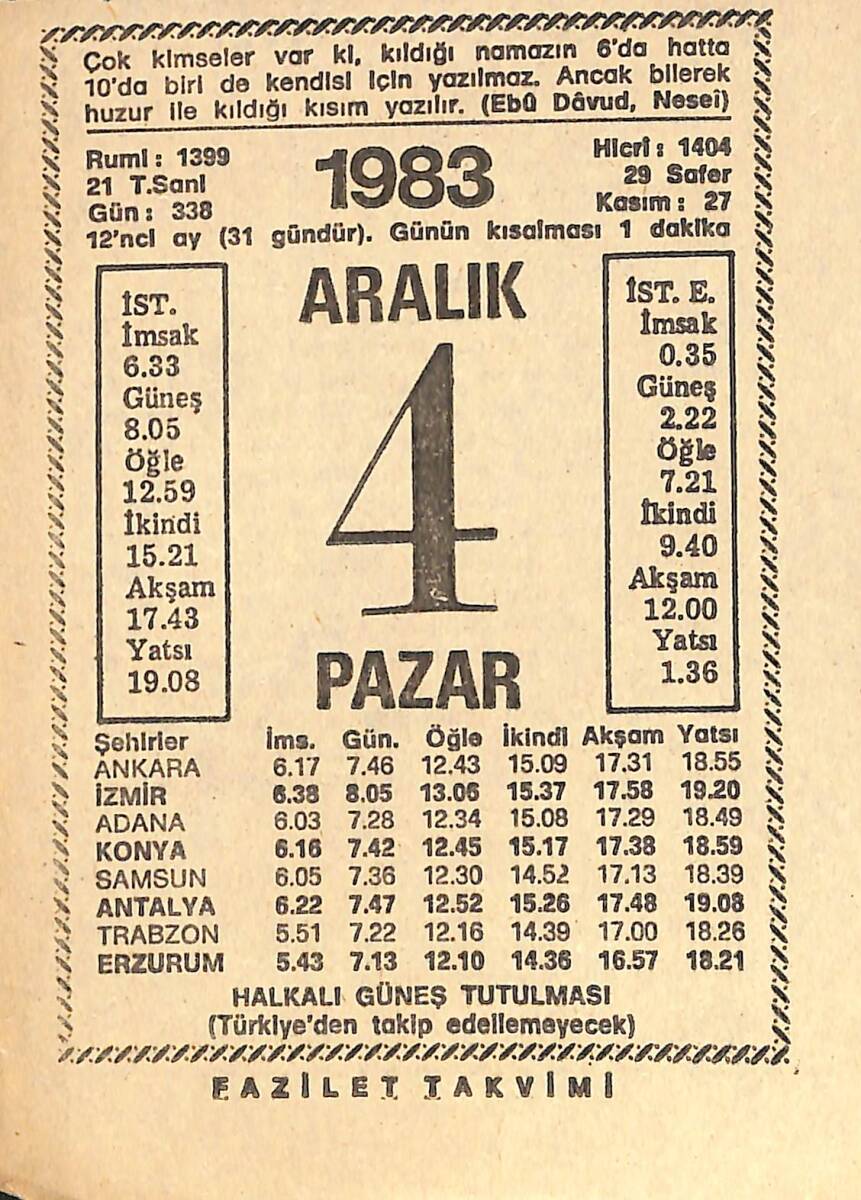 Çok kimseler var ki, kıldığı namazın 6'da hatta
10'da biri de kendisi için yazılmaz. Ancak bilerek
huzur ile kıldığı kısım yazılır. (Ebû Dâvud, Neseî)
Rumi : 1399
21 T.Sani
Gün : 338
1983
Hicrî : 1404
29 Safer
Kasım : 27
12'nci ay (31 gündür). Günün kısalması 1 dakika
İST.
İmsak
6.33
Güneş
8.05
Öğle
12.59
İkindi
15.21
Akşam
17.43
Yatsı
19.08
ARALIK
4
PAZAR
İST. E.
İmsak
0.35
Güneş
2.22
Öğle
7.21
İkindi
9.40
Akşam
12.00
Yatsı
1.36
Şehirler İms. Gün. Öğle İkindi Akşam Yatsı
ANKARA 6.17 7.46 12.43 15.09 17.31 18.55
İZMİR 6.38 8.05 13.06 15.37 17.58 19.20
ADANA 6.03 7.28 12.34 15.08 17.29 18.49
KONYA 6.16 7.42 12.45 15.17 17.38 18.59
SAMSUN 6.05 7.36 12.30 14.52 17.13 18.39
ANTALYA 6.22 7.47 12.52 15.26 17.48 19.08
TRABZON 5.51 7.22 12.16 14.39 17.00 18.26
ERZURUM 5.43 7.13 12.10 14.36 16.57 18.21
HALKALI GÜNEŞ TUTULMASI
(Türkiye'den takip edellemeyecek)
FAZİLET TAKVİMİ